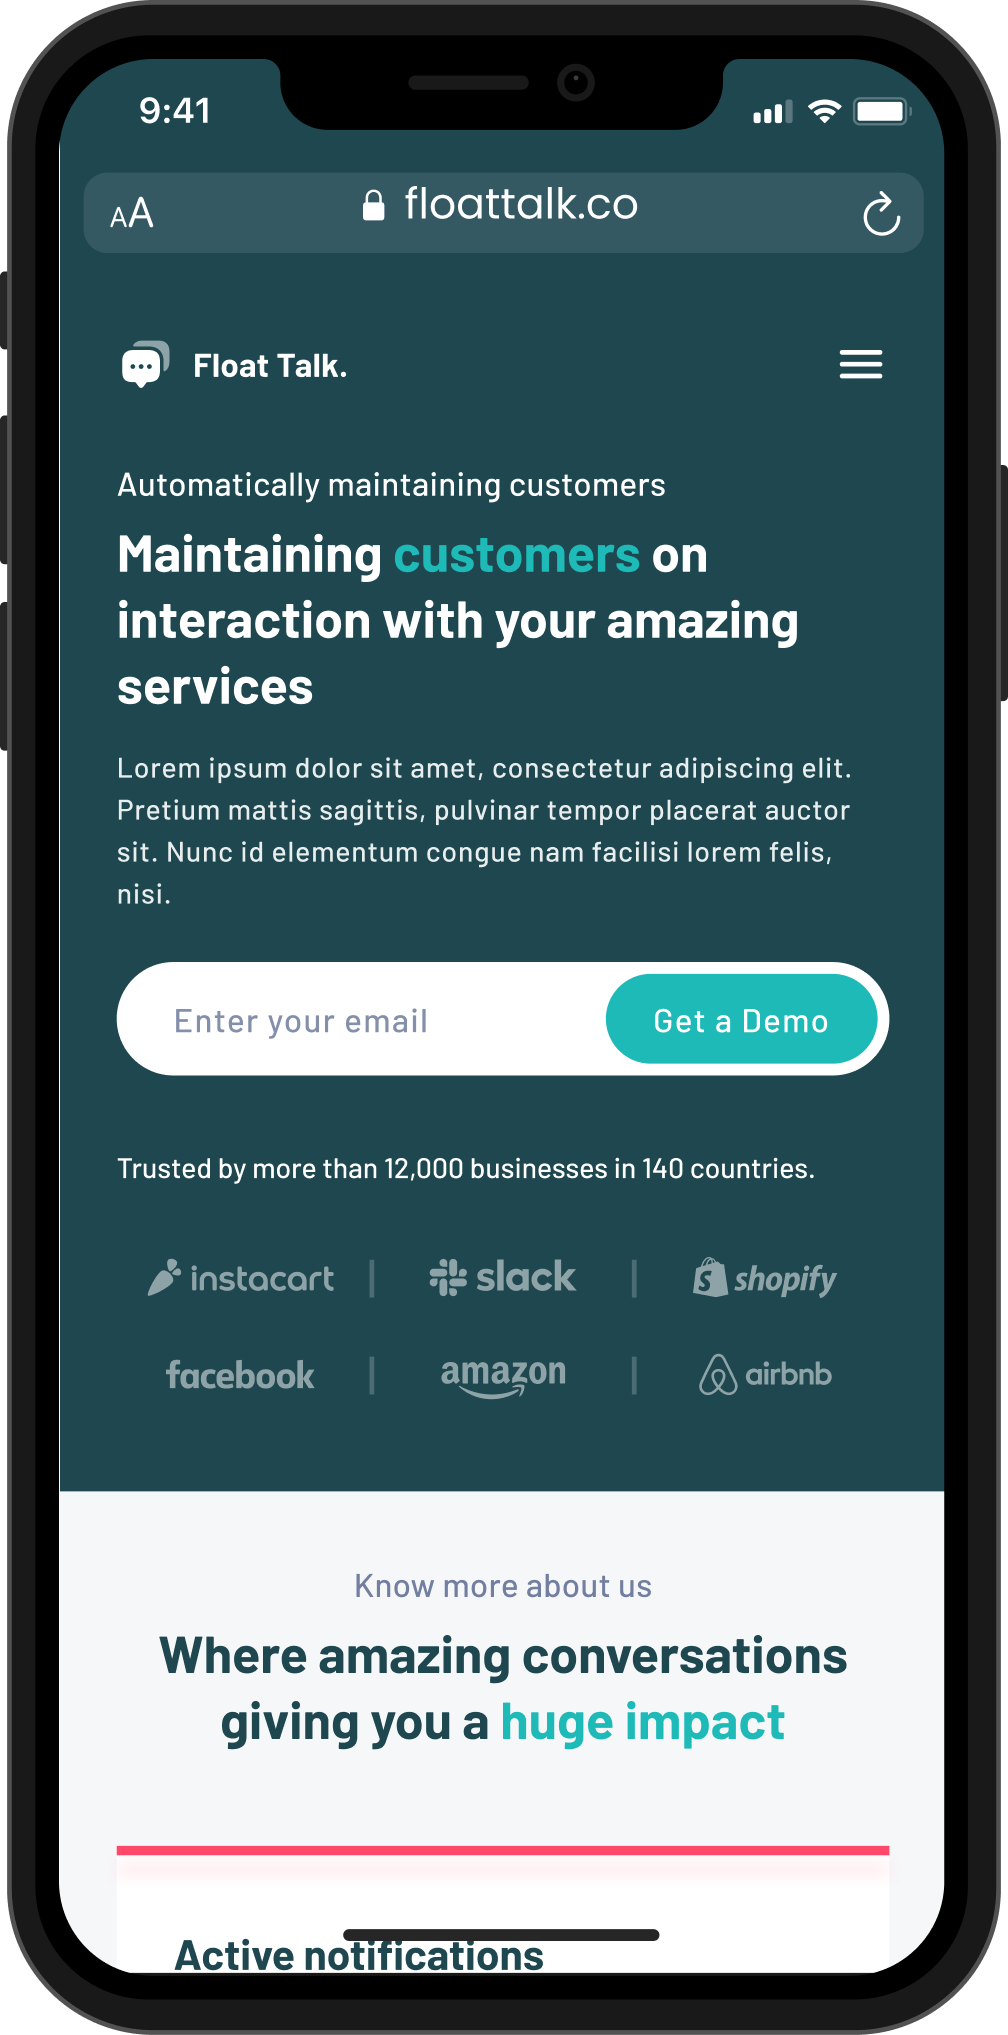 9:41
AA
floattalk.co
Float Talk.
Automatically maintaining customers
Maintaining customers on
interaction with your amazing
services
Lorem ipsum dolor sit amet, consectetur adipiscing elit.
Pretium mattis sagittis, pulvinar tempor placerat auctor
sit. Nunc id elementum congue nam facilisi lorem felis,
nisi.
Enter your email
Get a Demo
Trusted by more than 12,000 businesses in 140 countries.
instacart | slack | shopify
facebook | amazon | airbnb
Know more about us
Where amazing conversations
giving you a huge impact
Active notifications